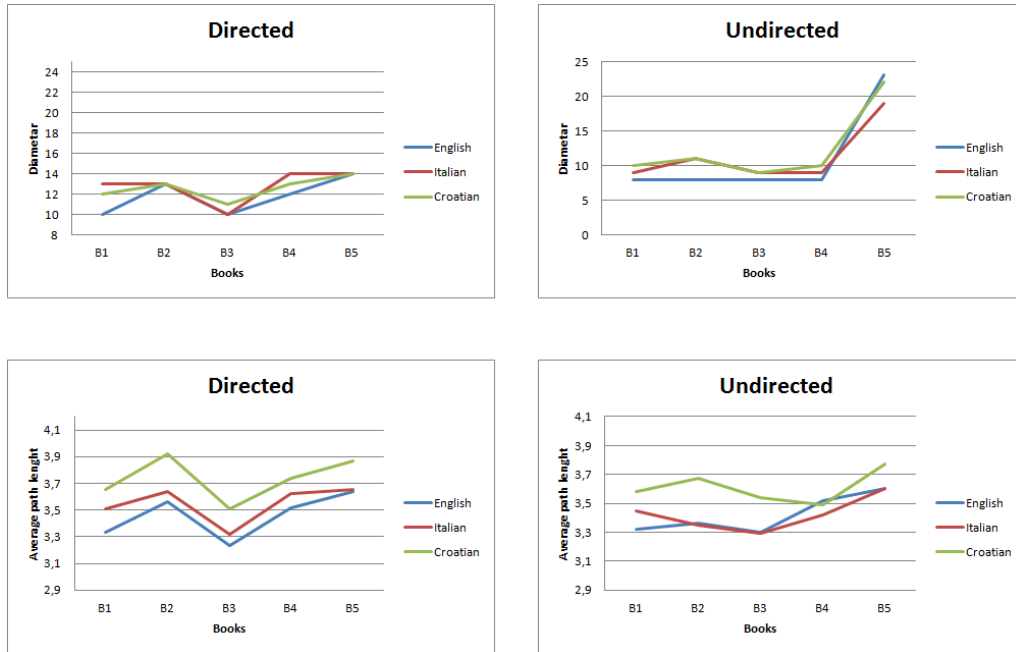 Directed
24
22
20
18
16
14
12
10
8
Diametar
B1 B2 B3 B4 B5
Books
English
Italian
Croatian
Undirected
25
20
15
10
5
0
Diametar
B1 B2 B3 B4 B5
Books
English
Italian
Croatian
Directed
4,1
3,9
3,7
3,5
3,3
3,1
2,9
Average path lenght
B1 B2 B3 B4 B5
Books
English
Italian
Croatian
Undirected
4,1
3,9
3,7
3,5
3,3
3,1
2,9
Average path lenght
B1 B2 B3 B4 B5
Books
English
Italian
Croatian